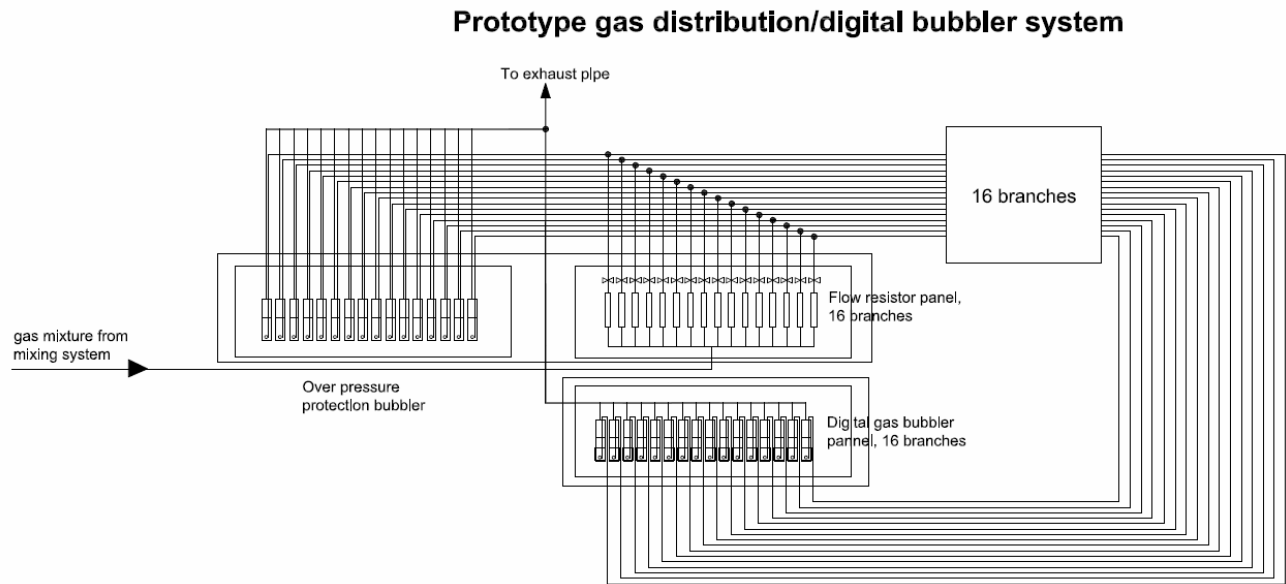 Prototype gas distribution/digital bubbler system
To exhaust pipe
16 branches
Flow resistor panel,
16 branches
gas mixture from
mixing system
Over pressure
protection bubbler
Digital gas bubbler
pannel, 16 branches